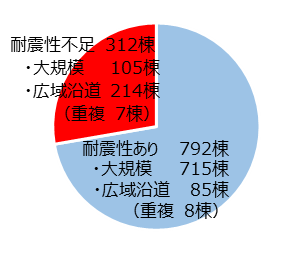 耐震性不足 312棟
・大規模 105棟
・広域沿道 214棟
（重複 7棟）
耐震性あり 792棟
・大規模 715棟
・広域沿道 85棟
（重複 8棟）